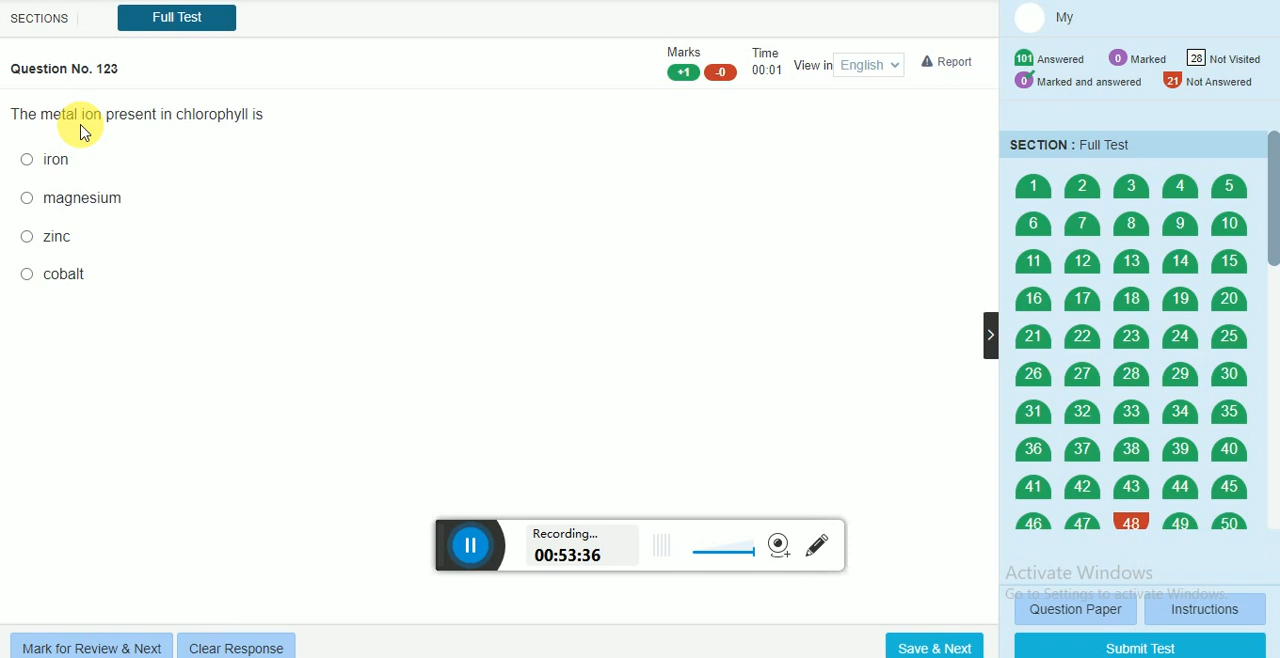 SECTIONS
Full Test
My
Question No. 123
Marks
+1
-0
Time
00:01
View in
English
Report
101 Answered
0 Marked
28 Not Visited
0 Marked and answered
21 Not Answered
The metal ion present in chlorophyll is
iron
magnesium
zinc
cobalt
SECTION : Full Test
1 2 3 4 5
6 7 8 9 10
11 12 13 14 15
16 17 18 19 20
21 22 23 24 25
26 27 28 29 30
31 32 33 34 35
36 37 38 39 40
41 42 43 44 45
46 47 48 49 50
Recording...
00:53:36
Activate Windows
Go to Settings to activate Windows.
Question Paper
Instructions
Mark for Review & Next
Clear Response
Save & Next
Submit Test